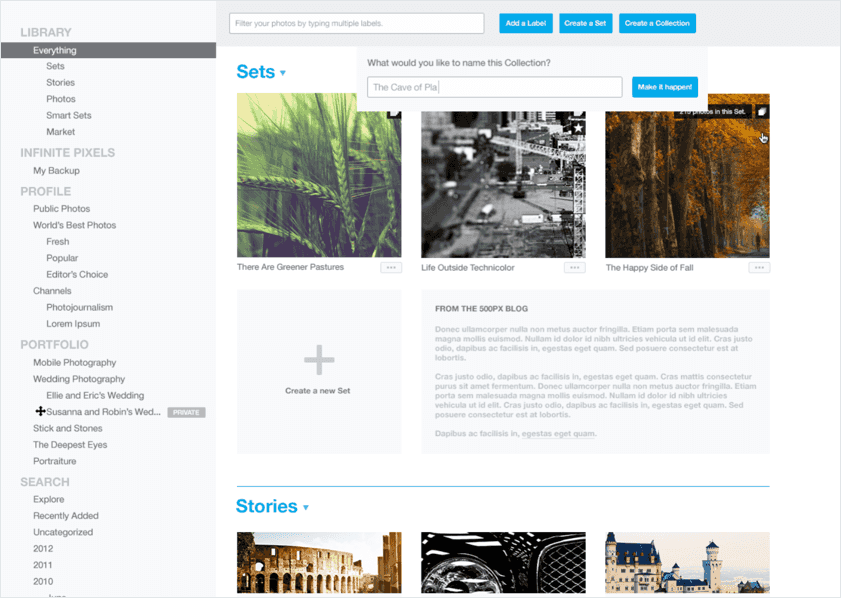 LIBRARY
Everything
Sets
Stories
Photos
Smart Sets
Market
INFINITE PIXELS
My Backup
PROFILE
Public Photos
World's Best Photos
Fresh
Popular
Editor's Choice
Channels
Photojournalism
Lorem Ipsum
PORTFOLIO
Mobile Photography
Wedding Photography
Ellie and Eric's Wedding
Susanna and Robin's Wed... PRIVATE
Stick and Stones
The Deepest Eyes
Portraiture
SEARCH
Explore
Recently Added
Uncategorized
2012
2011
2010
Filter your photos by typing multiple labels.
Add a Label
Create a Set
Create a Collection
What would you like to name this Collection?
The Cave of Pla
Make it happen!
Sets
photos in this Set.
There Are Greener Pastures
Life Outside Technicolor
The Happy Side of Fall
Create a new Set
FROM THE 500PX BLOG
Donec ullamcorper nulla non metus auctor fringilla. Etiam porta sem malesuada
magna mollis euismod. Nullam id dolor id nibh ultricies vehicula ut id elit. Cras justo
odio, dapibus ac facilisis in, egestas eget quam. Sed posuere consectetur est at
lobortis.
Cras justo odio, dapibus ac facilisis in, egestas eget quam. Cras mattis consectetur
purus sit amet fermentum. Donec ullamcorper nulla non metus auctor fringilla. Etiam
porta sem malesuada magna mollis euismod. Nullam id dolor id nibh ultricies
vehicula ut id elit. Cras justo odio, dapibus ac facilisis in, egestas eget quam. Sed
posuere consectetur est at lobortis.
Dapibus ac facilisis in, egestas eget quam.
Stories